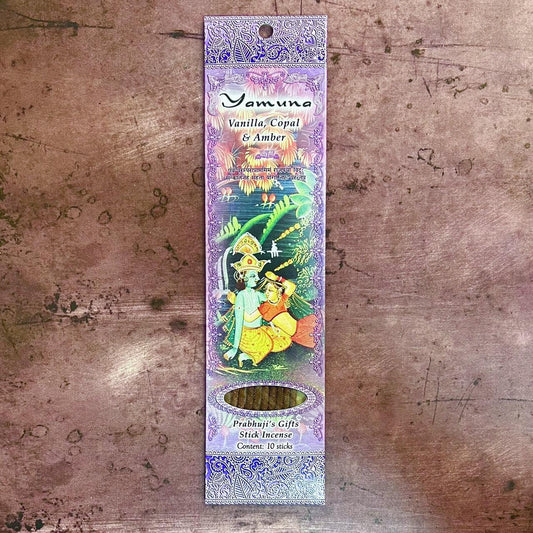 Yamuna
Vanilla, Copal
& Amber
Prabhuji's Gifts
Stick Incense
Content: 10 sticks